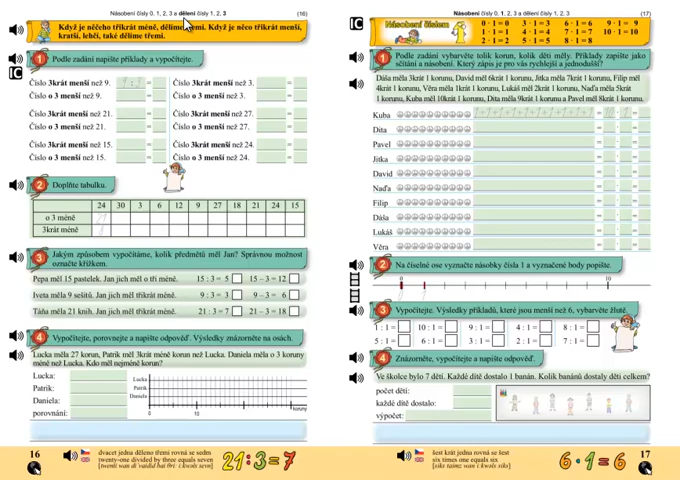 Násobení čísly 0, 1, 2, 3 a dělení čísly 1, 2, 3
(16)
Když je něčeho třikrát méně, dělíme třemi. Když je něco třikrát menší,
kratší, lehčí, také dělíme třemi.
1 Podle zadání napište příklady a vypočítejte.
Číslo 3krát menší než 9. 9 : 3 =
Číslo o 3 menší než 9. =
Číslo 3krát menší než 21. =
Číslo o 3 menší než 21. =
Číslo 3krát menší než 15. =
Číslo o 3 menší než 15. =
Číslo 3krát menší než 3. =
Číslo o 3 menší než 3. =
Číslo 3krát menší než 27. =
Číslo o 3 menší než 27. =
Číslo 3krát menší než 24. =
Číslo o 3 menší než 24. =
2 Doplňte tabulku.
24 30 3 6 12 9 27 18 21 24 15
o 3 méně
3krát méně
3 Jakým způsobem vypočítáme, kolik předmětů měl Jan? Správnou možnost
označte křížkem.
Pepa měl 15 pastelek. Jan jich měl o tři méně. 15 : 3 = 5 15 – 3 = 12
Iveta měla 9 sešitů. Jan jich měl třikrát méně. 9 : 3 = 3 9 – 3 = 6
Táňa měla 21 knih. Jan jich měl třikrát méně. 21 : 3 = 7 21 – 3 = 18
4 Vypočítejte, porovnejte a napište odpověď. Výsledky znázorněte na osách.
Lucka měla 27 korun, Patrik měl 3krát méně korun než Lucka. Daniela měla o 3 koruny
méně než Lucka. Kdo měl nejméně korun?
Lucka:
Patrik:
Daniela:
porovnání:
Lucka
Patrik
Daniela
0 10 koruny
16
dvacet jedna děleno třemi rovná se sedm
twenty-one divided by three equals seven
21:3=7
Násobení čísly 0, 1, 2, 3 a dělení čísly 1, 2, 3
(17)
Násobení číslem 1
0 · 1 = 0 3 · 1 = 3 6 · 1 = 6 9 · 1 = 9
1 · 1 = 1 4 · 1 = 4 7 · 1 = 7 10 · 1 = 10
2 · 1 = 2 5 · 1 = 5 8 · 1 = 8
1 Podle zadání vybarvěte tolik korun, kolik děti měly. Příklady zapište jako
sčítání a násobení. Který zápis je pro vás rychlejší a jednodušší?
Dáša měla 3krát 1 korunu, David měl 6krát 1 korunu, Jitka měla 7krát 1 korunu, Filip měl
4krát 1 korunu, Věra měla 1krát 1 korunu, Lukáš měl 2krát 1 korunu, Naďa měla 5krát
1 korunu, Kuba měl 10krát 1 korunu, Dita měla 9krát 1 korunu a Pavel měl 8krát 1 korunu.
Kuba
Dita
Pavel
Jitka
David
Naďa
Filip
Dáša
Lukáš
Věra
2 Na číselné ose vyznačte násobky čísla 1 a vyznačené body popište.
0 10
3 Vypočítejte. Výsledky příkladů, které jsou menší než 6, vybarvěte žlutě.
1 : 1 = 10 : 1 = 9 : 1 = 4 : 1 = 8 : 1 =
5 : 1 = 6 : 1 = 3 : 1 = 2 : 1 = 7 : 1 =
4 Znázorněte, vypočítejte a napište odpověď.
Ve školce bylo 7 dětí. Každé dítě dostalo 1 banán. Kolik banánů dostaly děti celkem?
počet dětí:
každé dítě dostalo:
výpočet:
šest krát jedna rovná se šest
six times one equals six
[siks taimz wan i:kwəls siks]
6·1=6
17